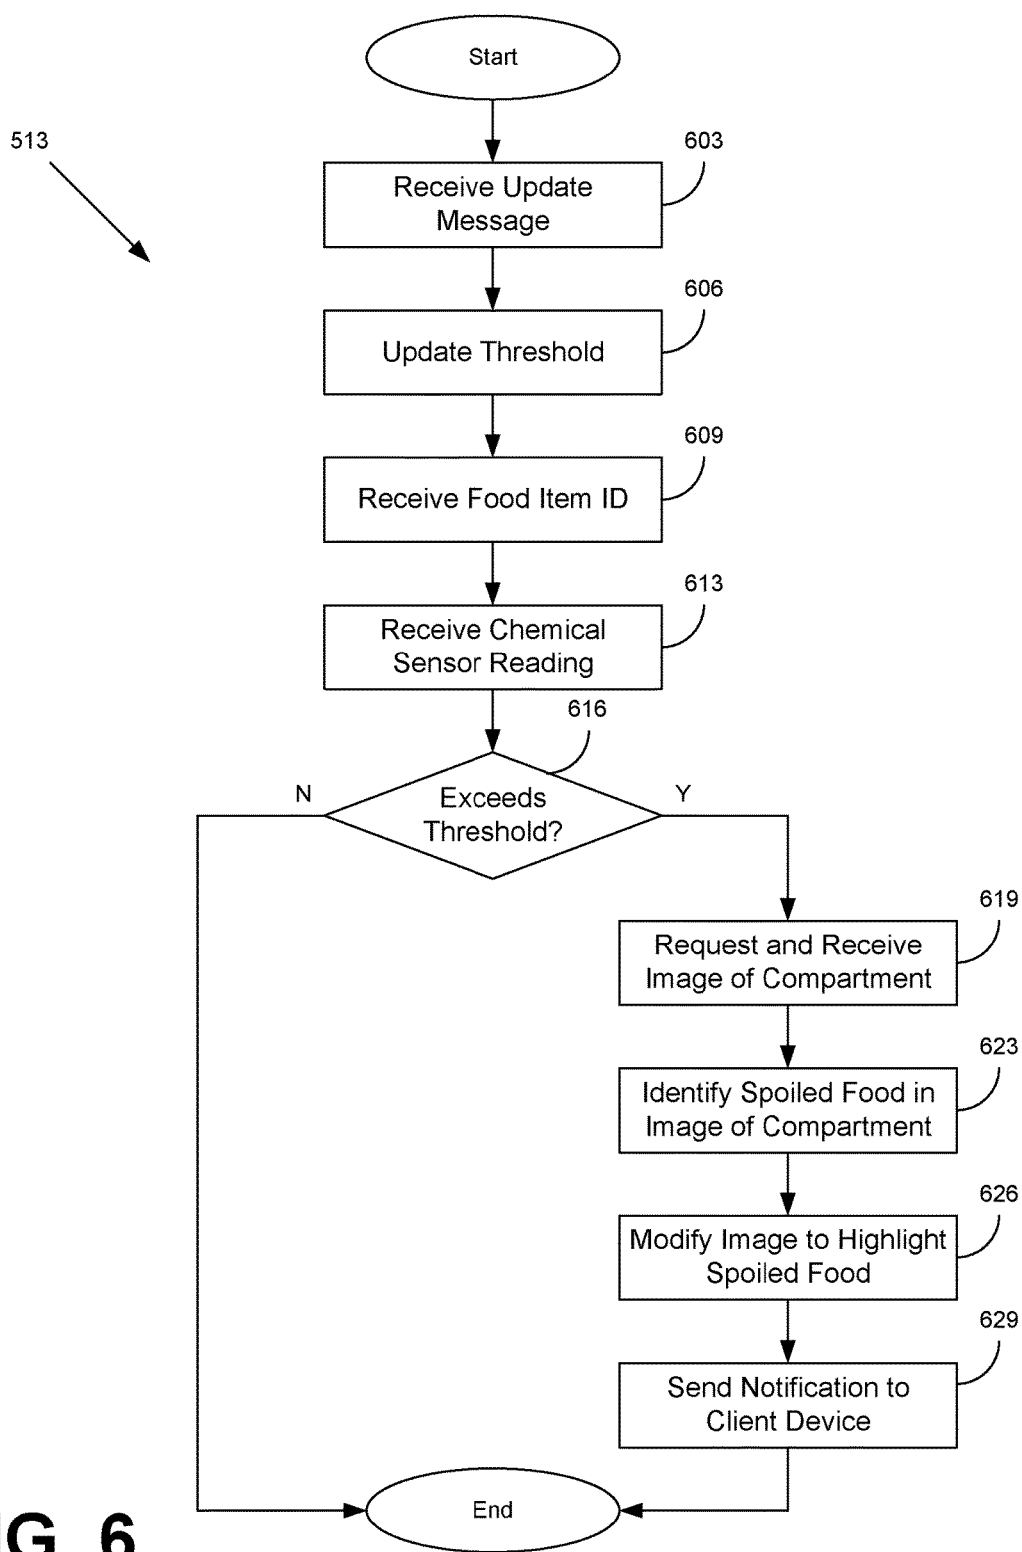 Start
513
603
Receive Update
Message
606
Update Threshold
609
Receive Food Item ID
613
Receive Chemical
Sensor Reading
616
N
Exceeds
Threshold?
Y
619
Request and Receive
Image of Compartment
623
Identify Spoiled Food in
Image of Compartment
626
Modify Image to Highlight
Spoiled Food
629
Send Notification to
Client Device
End
IG. 6